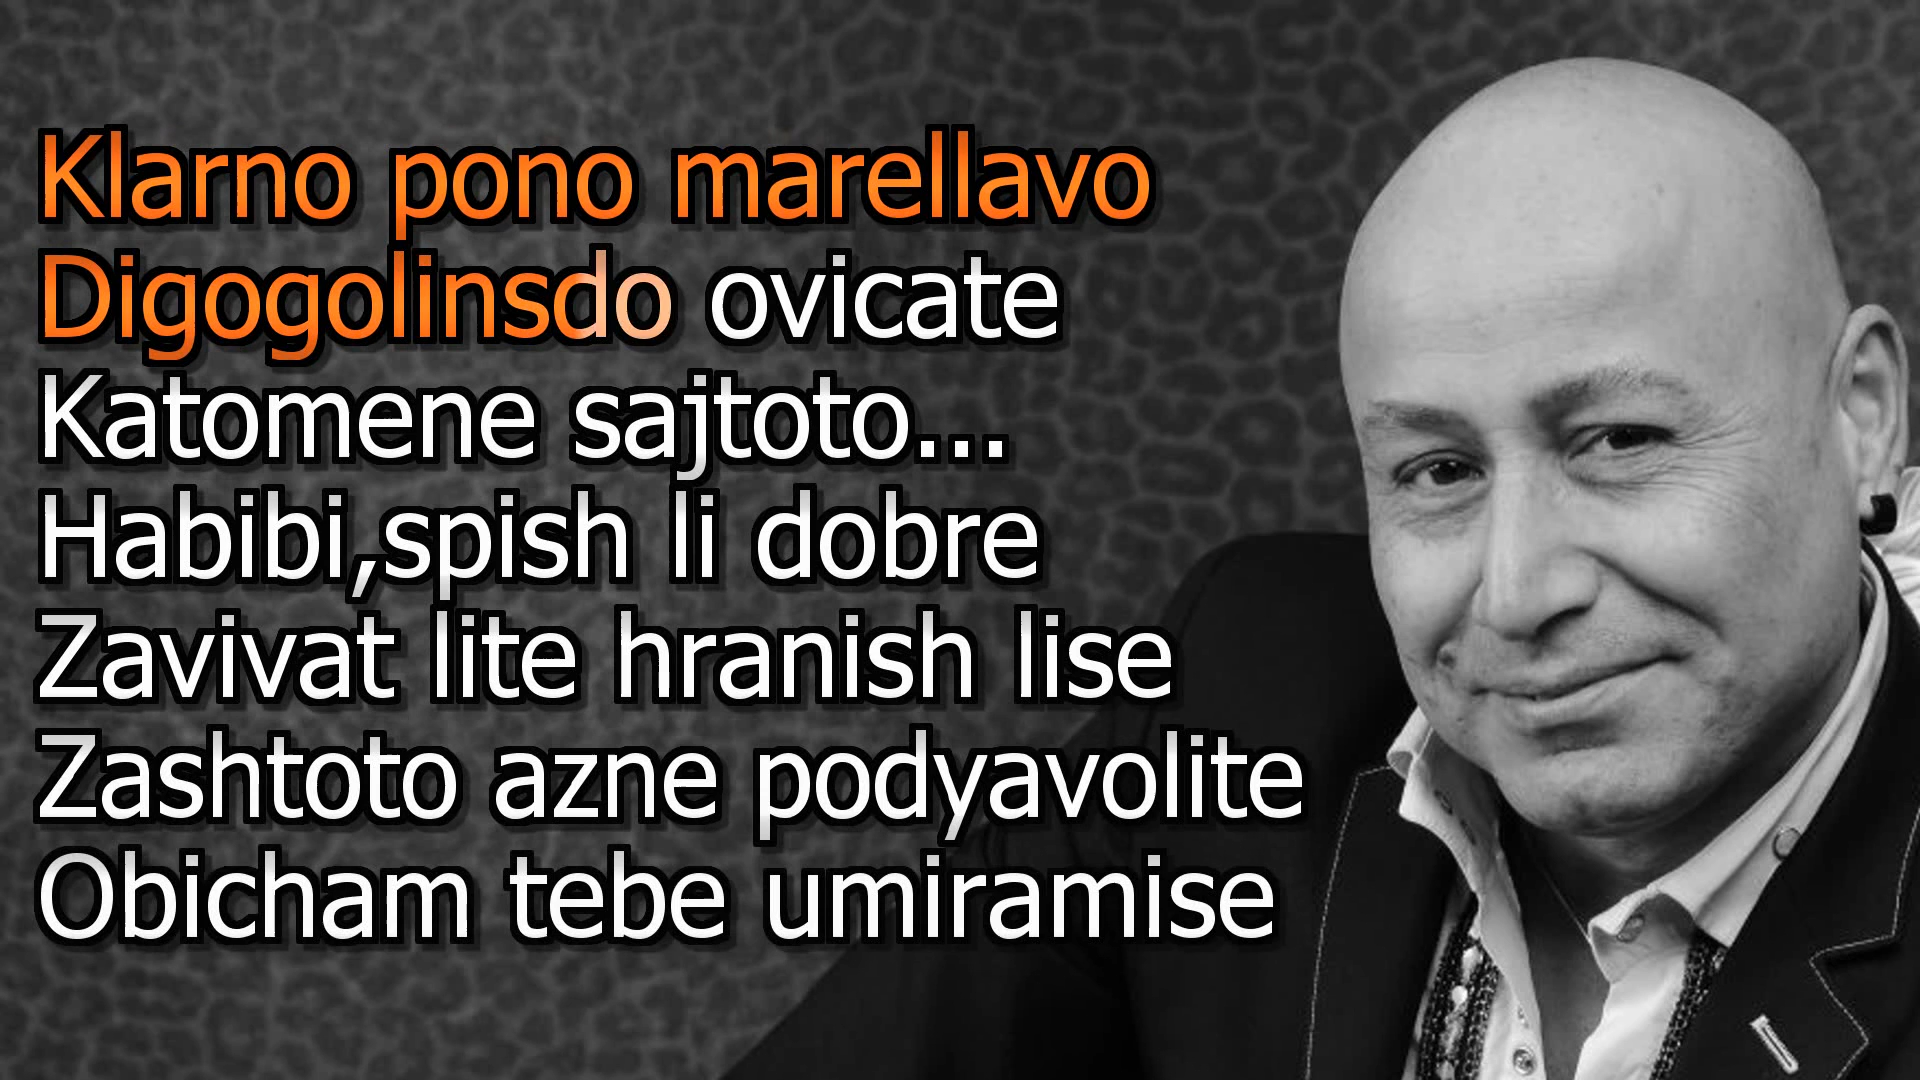 Klarno pono marellavo
Digogolinsdo ovicate
Katomene sajtoto...
Habibi,spish li dobre
Zavivat lite hranish lise
Zashtoto azne podyavolite
Obicham tebe umiramise